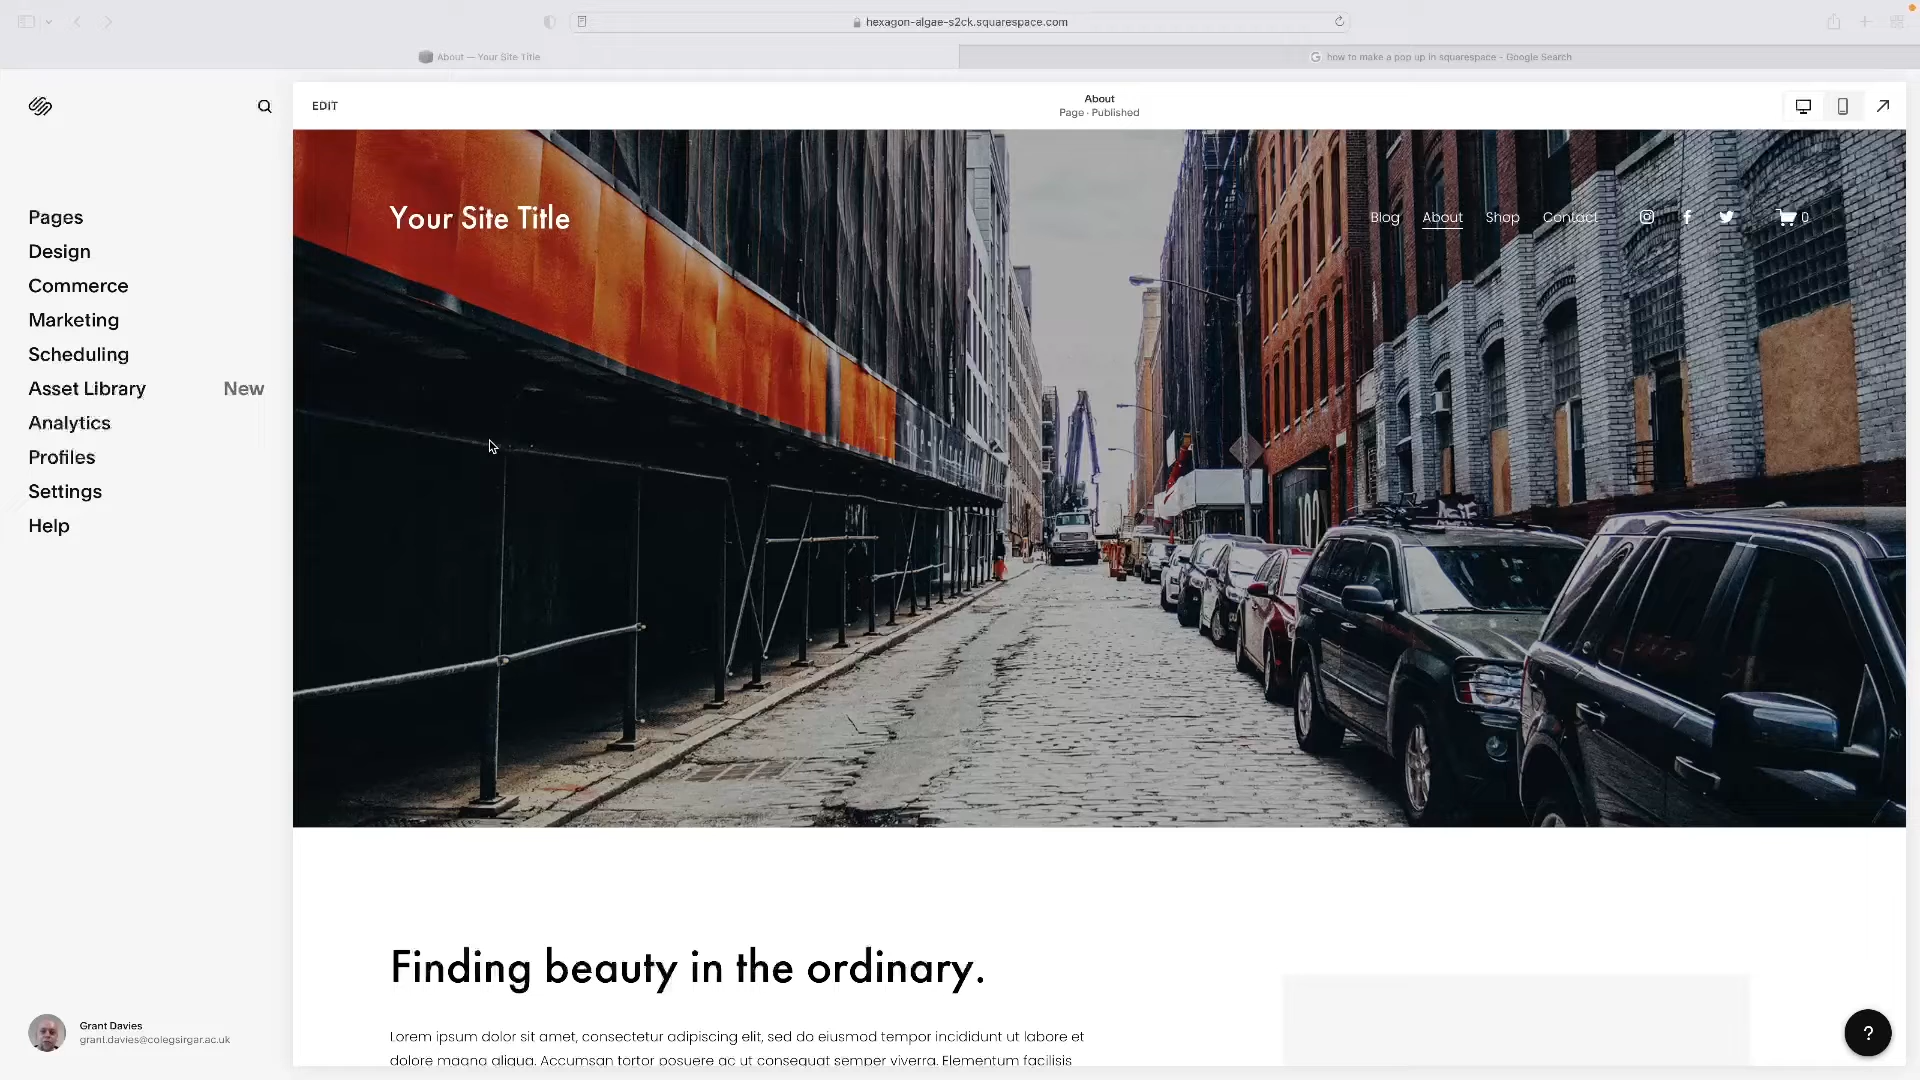 hexagon-algae-s2ck.squarespace.com
About — Your Site Title
how to make a pop up in squarespace - Google Search
EDIT
About
Page · Published
Pages
Design
Commerce
Marketing
Scheduling
Asset Library New
Analytics
Profiles
Settings
Help
Your Site Title
Blog About Shop Contact 0
Finding beauty in the ordinary.
Lorem ipsum dolor sit amet, consectetur adipiscing elit, sed do eiusmod tempor incididunt ut labore et
dolore magna aliqua. Accumsan tortor posuere ac ut consequat semper viverra. Elementum facilisis
Grant Davies
grant.davies@colegsirgar.ac.uk
?